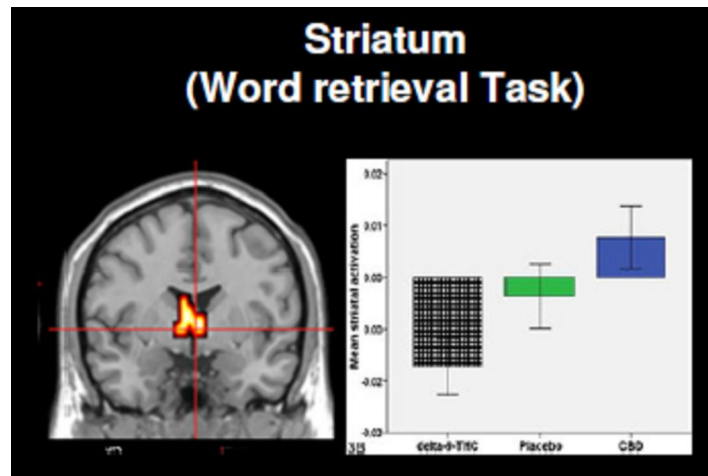 Striatum
(Word retrieval Task)
Mean striatal activation
0.02
0.01
0.00
-0.02
-0.03
3B
delta-9-THC
Placebo
CBD